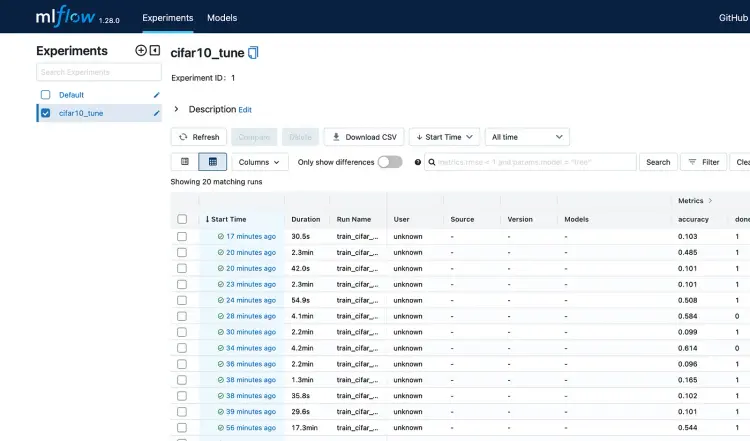 mlflow 1.28.0 Experiments Models GitHub
Experiments
Search Experiments
Default
cifar10_tune
cifar10_tune
Experiment ID: 1
Description Edit
Refresh Compare Delete Download CSV Start Time All time
Columns Only show differences metrics.rmse < 1 and params.model = "tree" Search Filter Clea
Showing 20 matching runs
Metrics
Start Time Duration Run Name User Source Version Models accuracy done
17 minutes ago 30.5s train_cifar_... unknown - - - 0.103 1
20 minutes ago 2.3min train_cifar_... unknown - - - 0.485 1
20 minutes ago 42.0s train_cifar_... unknown - - - 0.101 1
23 minutes ago 2.3min train_cifar_... unknown - - - 0.101 1
24 minutes ago 54.9s train_cifar_... unknown - - - 0.508 1
28 minutes ago 4.1min train_cifar_... unknown - - - 0.584 0
30 minutes ago 2.2min train_cifar_... unknown - - - 0.099 1
34 minutes ago 4.2min train_cifar_... unknown - - - 0.614 0
36 minutes ago 2.2min train_cifar_... unknown - - - 0.096 1
36 minutes ago 1.3min train_cifar_... unknown - - - 0.165 1
38 minutes ago 35.8s train_cifar_... unknown - - - 0.102 1
39 minutes ago 29.6s train_cifar_... unknown - - - 0.101 1
56 minutes ago 17.3min train_cifar_... unknown - - - 0.544 1